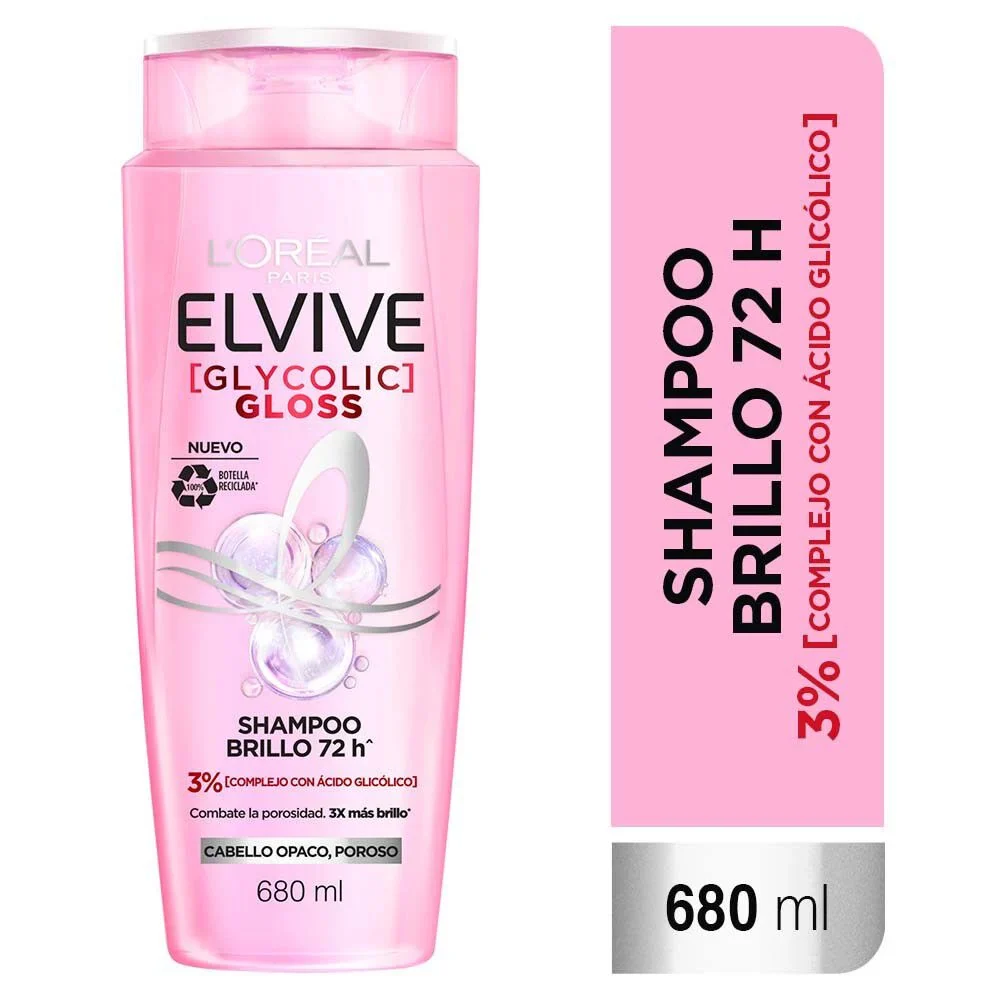 L'ORÉAL
PARIS
ELVIVE
[GLYCOLIC]
GLOSS
NUEVO
100%
BOTELLA
RECICLADA*
SHAMPOO
BRILLO 72 h^
3% [COMPLEJO CON ÁCIDO GLICÓLICO]
Combate la porosidad. 3X más brillo*
CABELLO OPACO, POROSO
680 ml
SHAMPOO
BRILLO 72 H
3% [COMPLEJO CON ÁCIDO GLICÓLICO]
680 ml